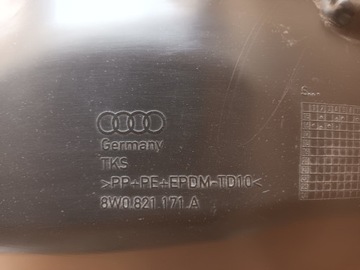 Germany
TKS
>PP+PE+EPDM-TD10<
8W0.821.171.A